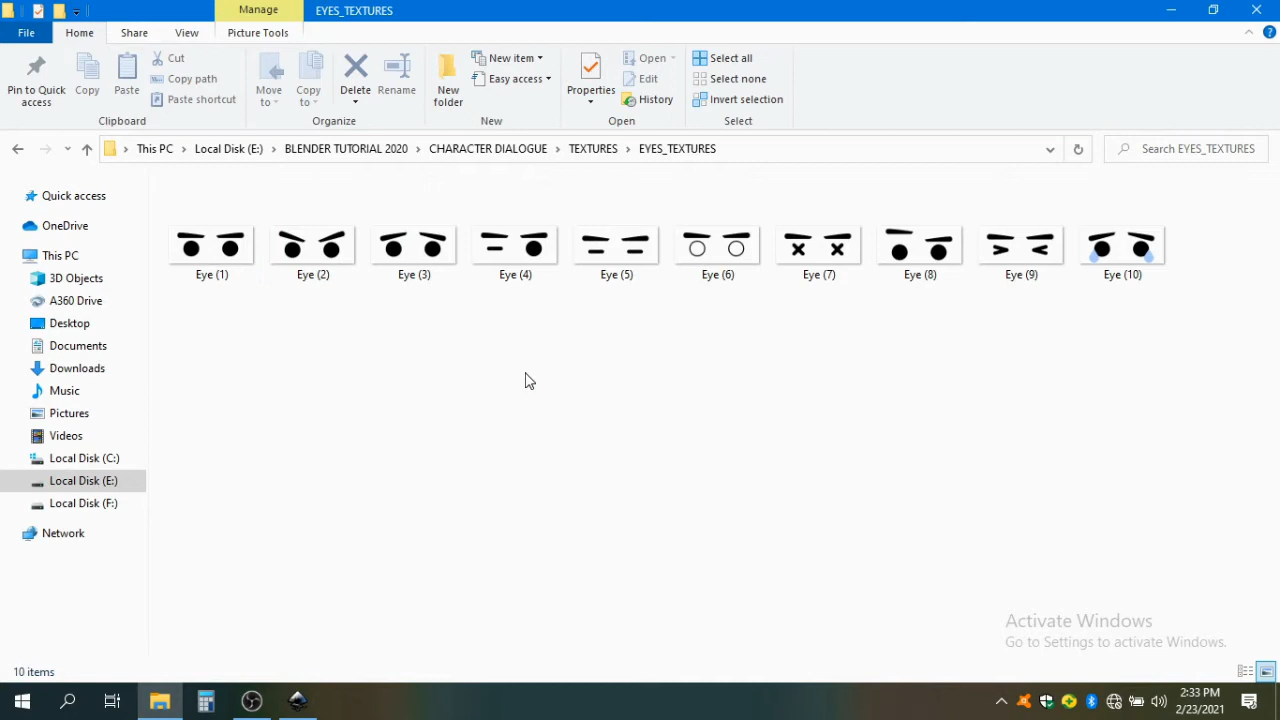 Manage EYES_TEXTURES
File Home Share View Picture Tools
Pin to Quick access
Copy
Paste
Cut
Copy path
Paste shortcut
Clipboard
Move to
Copy to
Delete
Rename
Organize
New folder
New item
Easy access
New
Properties
Open
Edit
History
Open
Select all
Select none
Invert selection
Select
This PC Local Disk (E:) BLENDER TUTORIAL 2020 CHARACTER DIALOGUE TEXTURES EYES_TEXTURES Search EYES_TEXTURES
Quick access
OneDrive
This PC
3D Objects
A360 Drive
Desktop
Documents
Downloads
Music
Pictures
Videos
Local Disk (C:)
Local Disk (E:)
Local Disk (F:)
Network
Eye (1) Eye (2) Eye (3) Eye (4) Eye (5) Eye (6) Eye (7) Eye (8) Eye (9) Eye (10)
Activate Windows
Go to Settings to activate Windows.
10 items
2:33 PM
2/23/2021